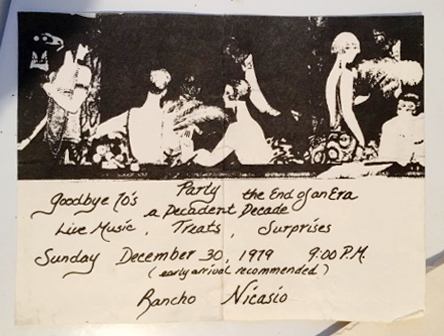 Goodbye 70's Party the End of an Era
a Decadent Decade
Live Music, Treats, Surprises
Sunday December 30, 1979 9:00 P.M.
(early arrival recommended)
Rancho Nicasio